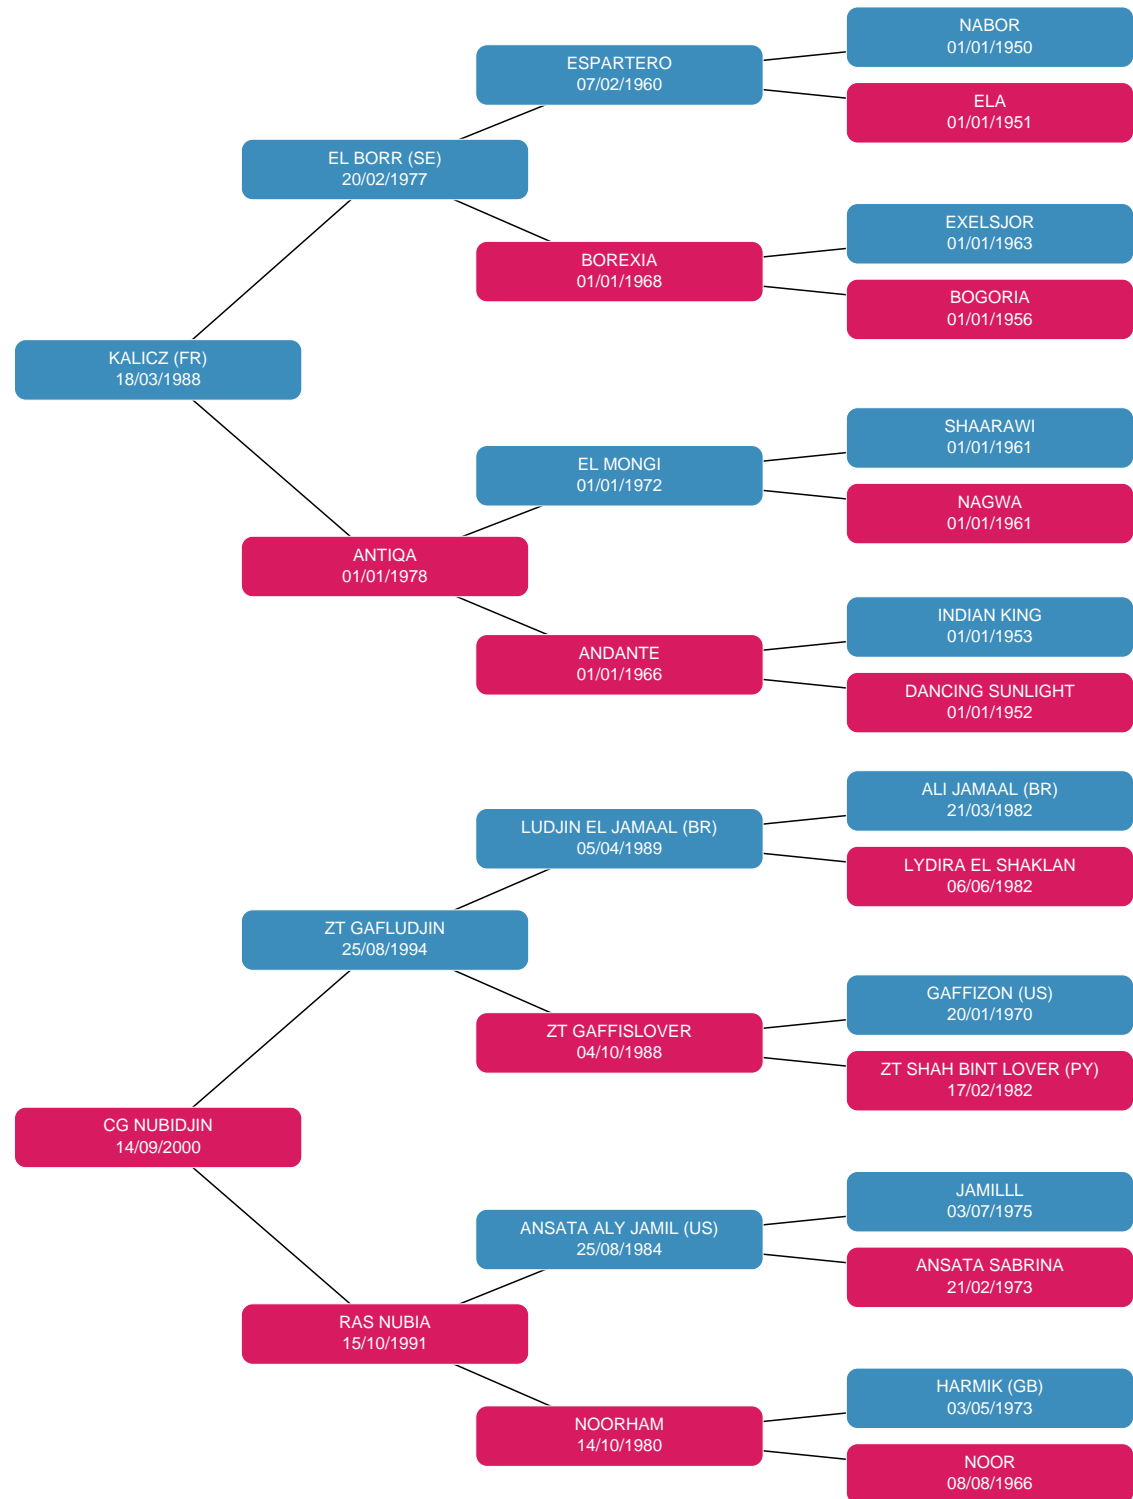 NABOR
01/01/1950
ESPARTERO
07/02/1960
ELA
01/01/1951
EL BORR (SE)
20/02/1977
EXELSJOR
01/01/1963
BOREXIA
01/01/1968
BOGORIA
01/01/1956
KALICZ (FR)
18/03/1988
SHAARAWI
01/01/1961
EL MONGI
01/01/1972
NAGWA
01/01/1961
ANTIQA
01/01/1978
INDIAN KING
01/01/1953
ANDANTE
01/01/1966
DANCING SUNLIGHT
01/01/1952
ALI JAMAAL (BR)
21/03/1982
LUDJIN EL JAMAAL (BR)
05/04/1989
LYDIRA EL SHAKLAN
06/06/1982
ZT GAFLUDJIN
25/08/1994
GAFFIZON (US)
20/01/1970
ZT GAFFISLOVER
04/10/1988
ZT SHAH BINT LOVER (PY)
17/02/1982
CG NUBIDJIN
14/09/2000
JAMILLL
03/07/1975
ANSATA ALY JAMIL (US)
25/08/1984
ANSATA SABRINA
21/02/1973
RAS NUBIA
15/10/1991
HARMIK (GB)
03/05/1973
NOORHAM
14/10/1980
NOOR
08/08/1966